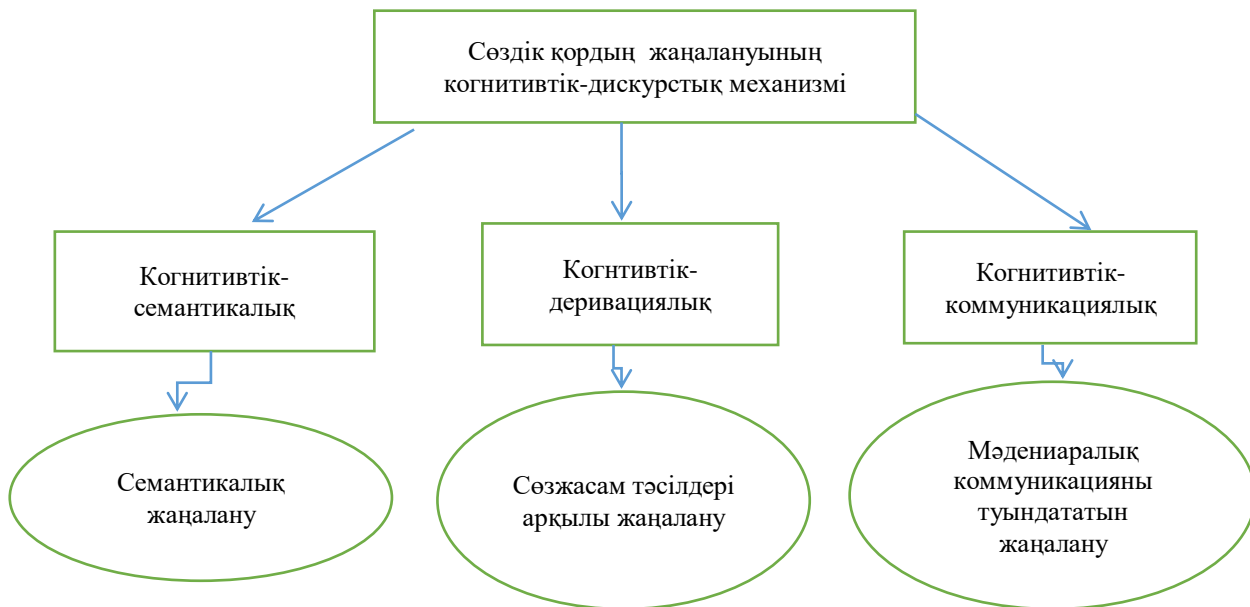 Сөздік қордың жаңалануының
когнитивтік-дискурстық механизмі
Когнитивтік-
семантикалық
Когнтивтік-
деривациялық
Когнитивтік-
коммуникациялық
Семантикалық
жаңалану
Сөзжасам тәсілдері
арқылы жаңалану
Мәдениаралық
коммуникацияны
туындататын
жаңалану